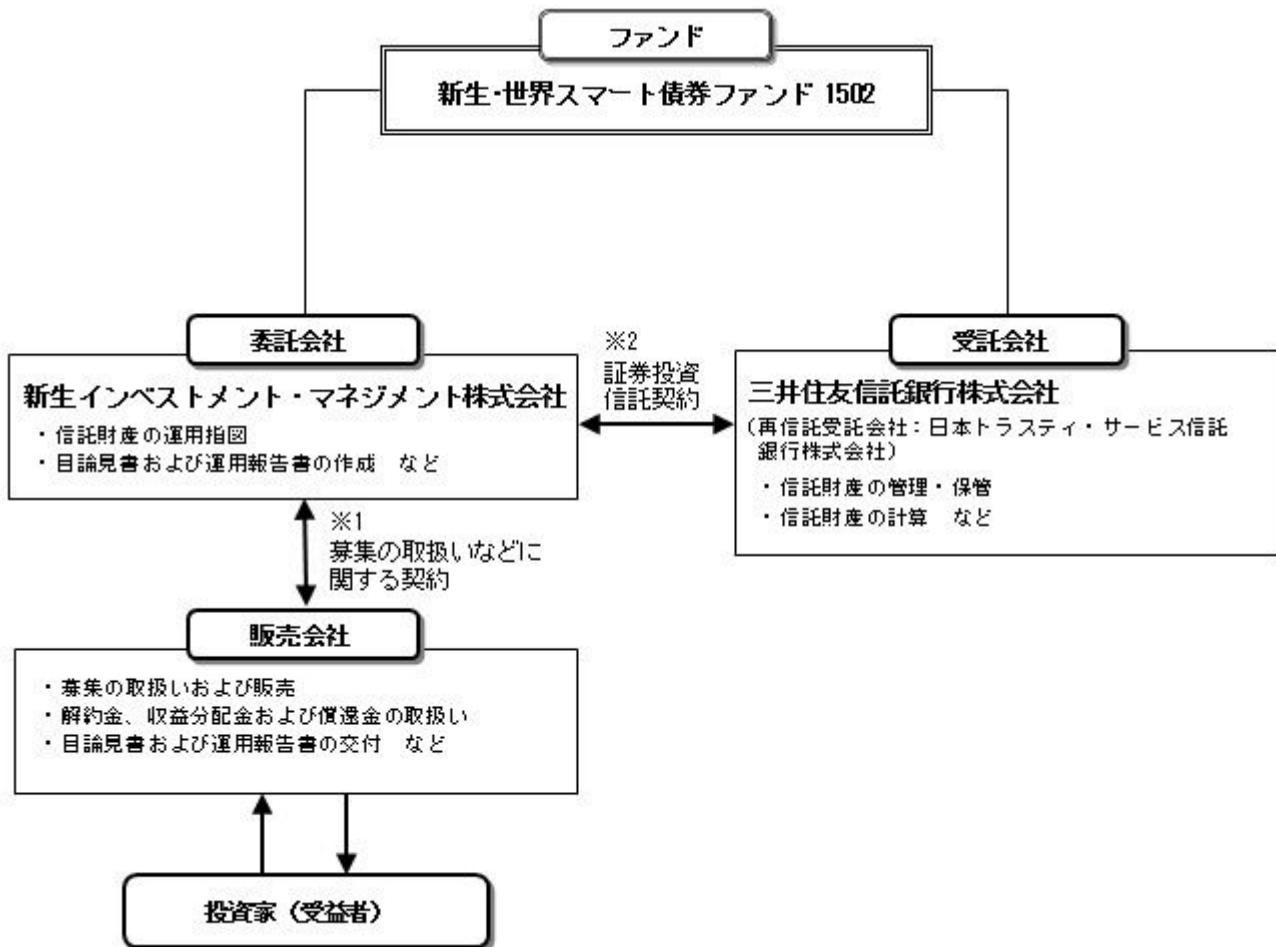 ファンド
新生・世界スマート債券ファンド 1502
委託会社
新生インベストメント・マネジメント株式会社
・信託財産の運用指図
・目論見書および運用報告書の作成 など
※2
証券投資
信託契約
受託会社
三井住友信託銀行株式会社
（再信託受託会社：日本トラスティ・サービス信託
銀行株式会社）
・信託財産の管理・保管
・信託財産の計算 など
※1
募集の取扱いなどに
関する契約
販売会社
・募集の取扱いおよび販売
・解約金、収益分配金および償還金の取扱い
・目論見書および運用報告書の交付 など
投資家（受益者）